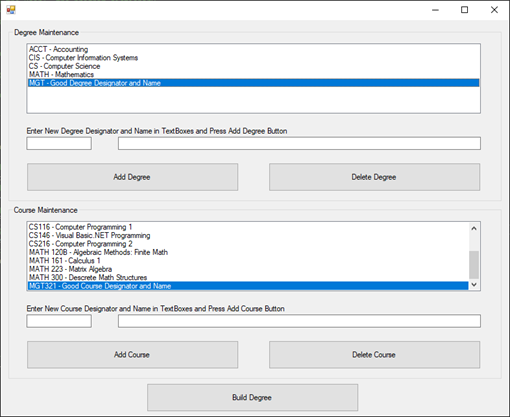 Degree Maintenance
ACCT - Accounting
CIS - Computer Information Systems
CS - Computer Science
MATH - Mathematics
MGT - Good Degree Designator and Name
Enter New Degree Designator and Name in TextBoxes and Press Add Degree Button
Add Degree
Delete Degree
Course Maintenance
CS116 - Computer Programming 1
CS146 - Visual Basic.NET Programming
CS216 - Computer Programming 2
MATH 120B - Algebraic Methods: Finite Math
MATH 161 - Calculus 1
MATH 223 - Matrix Algebra
MATH 300 - Descrete Math Structures
MGT321 - Good Course Designator and Name
Enter New Course Designator and Name in TextBoxes and Press Add Course Button
Add Course
Delete Course
Build Degree